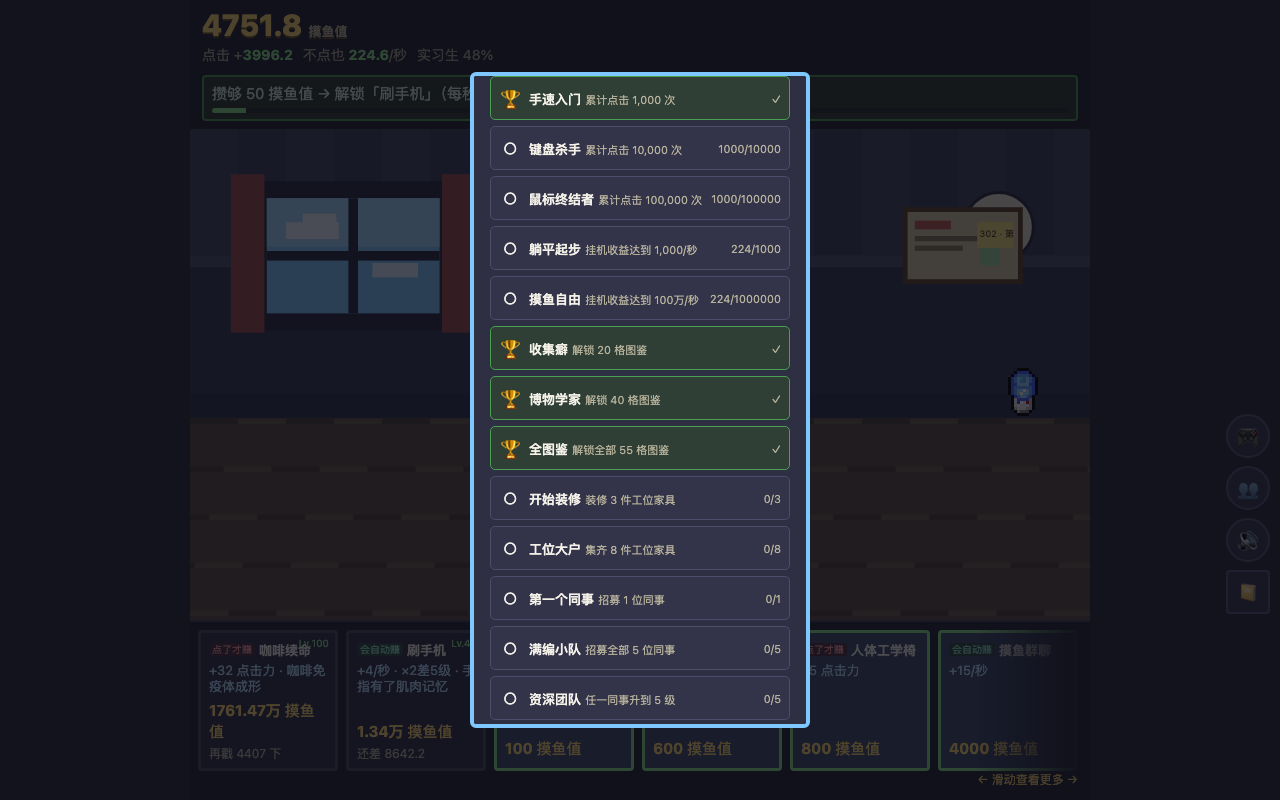 4751.8 摸鱼值
点击 +3996.2 不点也 224.6/秒 实习生 48%
攒够 50 摸鱼值 → 解锁「刷手机」（每秒
手速入门 累计点击 1,000 次 ✓
键盘杀手 累计点击 10,000 次 1000/10000
鼠标终结者 累计点击 100,000 次 1000/100000
躺平起步 挂机收益达到 1,000/秒 224/1000
摸鱼自由 挂机收益达到 100万/秒 224/1000000
收集癖 解锁 20 格图鉴 ✓
博物学家 解锁 40 格图鉴 ✓
全图鉴 解锁全部 55 格图鉴 ✓
开始装修 装修 3 件工位家具 0/3
工位大户 集齐 8 件工位家具 0/8
第一个同事 招募 1 位同事 0/1
满编小队 招募全部 5 位同事 0/5
资深团队 任一同事升到 5 级 0/5
302 · 第
点了才赚 咖啡续命 Lv.100
+32 点击力 · 咖啡免
疫体成形
1761.47万 摸鱼
值
再戳 4407 下
会自动赚 刷手机 Lv.4
+4/秒 · ×2差5级 · 手
指有了肌肉记忆
1.34万 摸鱼值
还差 8642.2
100 摸鱼值
600 摸鱼值
了才赚 人体工学椅
5 点击力
800 摸鱼值
会自动赚 摸鱼群聊
+15/秒
4000 摸鱼值
← 滑动查看更多 →